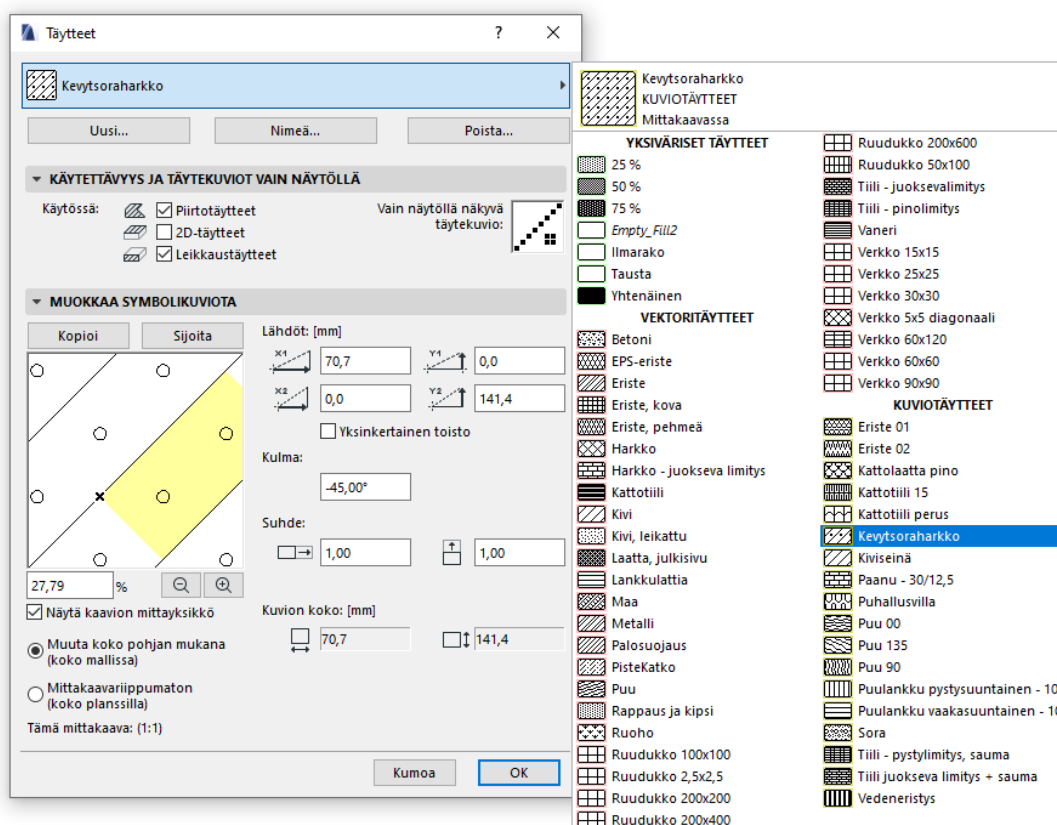 Täytteet
?
Kevytsoraharkko
Uusi...
Nimeä...
Poista...
KÄYTETTÄVYYS JA TÄYTEKUVIOT VAIN NÄYTÖLLÄ
Käytössä:
Piirtotäytteet
2D-täytteet
Leikkaustäytteet
Vain näytöllä näkyvä
täytekuvio:
MUOKKAA SYMBOLIKUVIOTA
Kopioi
Sijoita
Lähdöt: [mm]
X1
70,7
Y1
0,0
X2
0,0
Y2
141,4
Yksinkertainen toisto
Kulma:
-45,00°
Suhde:
1,00
1,00
27,79
%
Näytä kaavion mittayksikkö
Kuvion koko: [mm]
70,7
141,4
Muuta koko pohjan mukana
(koko mallissa)
Mittakaavariippumaton
(koko planssilla)
Tämä mittakaava: (1:1)
Kumoa
OK
Kevytsoraharkko
KUVIOTÄYTTEET
Mittakaavassa
YKSIVÄRISET TÄYTTEET
25 %
50 %
75 %
Empty_Fill2
Ilmarako
Tausta
Yhtenäinen
VEKTORITÄYTTEET
Betoni
EPS-eriste
Eriste
Eriste, kova
Eriste, pehmeä
Harkko
Harkko - juokseva limitys
Kattotiili
Kivi
Kivi, leikattu
Laatta, julkisivu
Lankkulattia
Maa
Metalli
Palosuojaus
PisteKatko
Puu
Rappaus ja kipsi
Ruoho
Ruudukko 100x100
Ruudukko 2,5x2,5
Ruudukko 200x200
Ruudukko 200x400
Ruudukko 200x600
Ruudukko 50x100
Tiili - juoksevalimitys
Tiili - pinolimitys
Vaneri
Verkko 15x15
Verkko 25x25
Verkko 30x30
Verkko 5x5 diagonaali
Verkko 60x120
Verkko 60x60
Verkko 90x90
KUVIOTÄYTTEET
Eriste 01
Eriste 02
Kattolaatta pino
Kattotiili 15
Kattotiili perus
Kevytsoraharkko
Kiviseinä
Paanu - 30/12,5
Puhallusvilla
Puu 00
Puu 135
Puu 90
Puulankku pystysuuntainen - 10
Puulankku vaakasuuntainen - 10
Sora
Tiili - pystylimitys, sauma
Tiili juokseva limitys + sauma
Vedeneristys